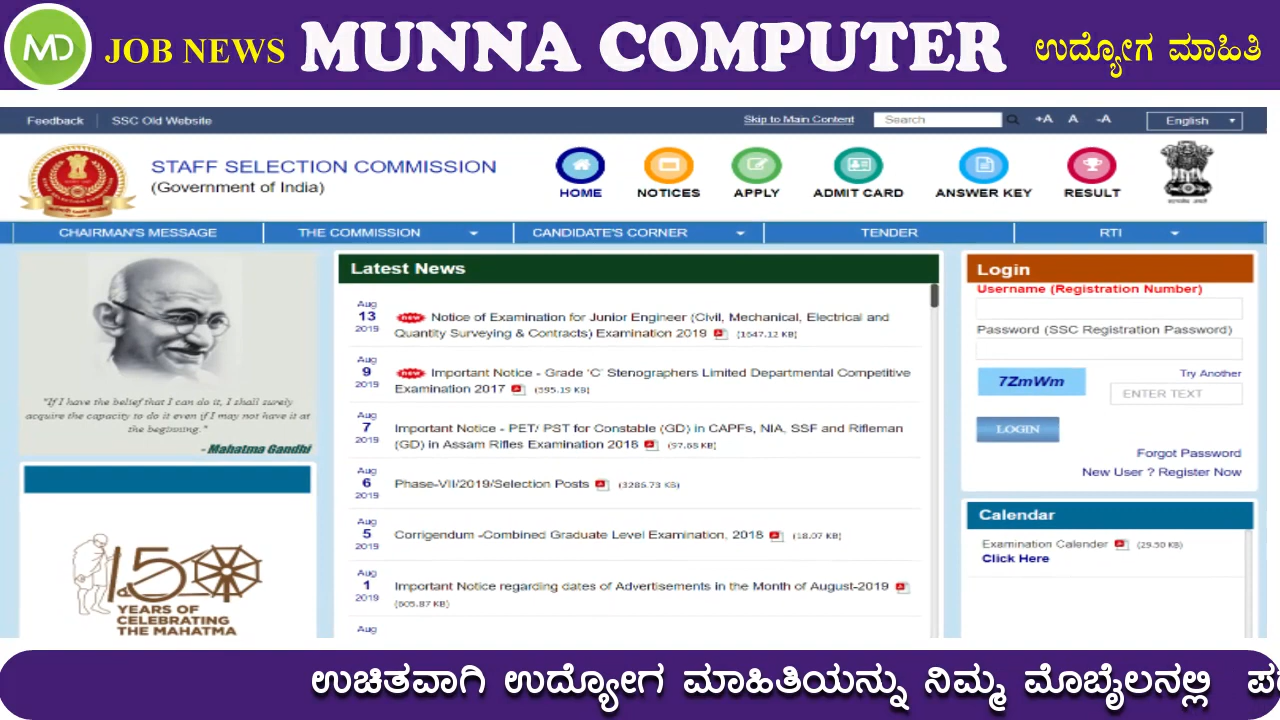 MD JOB NEWS MUNNA COMPUTER ಉದ್ಯೋಗ ಮಾಹಿತಿ
Feedback SSC Old Website Skip to Main Content Search +A A -A English
STAFF SELECTION COMMISSION
(Government of India)
HOME NOTICES APPLY ADMIT CARD ANSWER KEY RESULT
CHAIRMAN'S MESSAGE THE COMMISSION CANDIDATE'S CORNER TENDER RTI
"If I have the belief that I can do it, I shall surely
acquire the capacity to do it even if I may not have it at
the beginning."
- Mahatma Gandhi
150
YEARS OF
CELEBRATING
THE MAHATMA
Latest News
Aug
13
2019
new Notice of Examination for Junior Engineer (Civil, Mechanical, Electrical and
Quantity Surveying & Contracts) Examination 2019 (1647.12 KB)
Aug
9
2019
new Important Notice - Grade 'C' Stenographers Limited Departmental Competitive
Examination 2017 (395.19 KB)
Aug
7
2019
Important Notice - PET/ PST for Constable (GD) in CAPFs, NIA, SSF and Rifleman
(GD) in Assam Rifles Examination 2018 (97.68 KB)
Aug
6
2019
Phase-VII/2019/Selection Posts (3286.73 KB)
Aug
5
2019
Corrigendum -Combined Graduate Level Examination, 2018 (18.07 KB)
Aug
1
2019
Important Notice regarding dates of Advertisements in the Month of August-2019
(605.87 KB)
Aug
Login
Username (Registration Number)
Password (SSC Registration Password)
7ZmWm
Try Another
ENTER TEXT
LOGIN
Forgot Password
New User ? Register Now
Calendar
Examination Calender (29.50 KB)
Click Here
ಉಚಿತವಾಗಿ ಉದ್ಯೋಗ ಮಾಹಿತಿಯನ್ನು ನಿಮ್ಮ ಮೊಬೈಲನಲ್ಲಿ